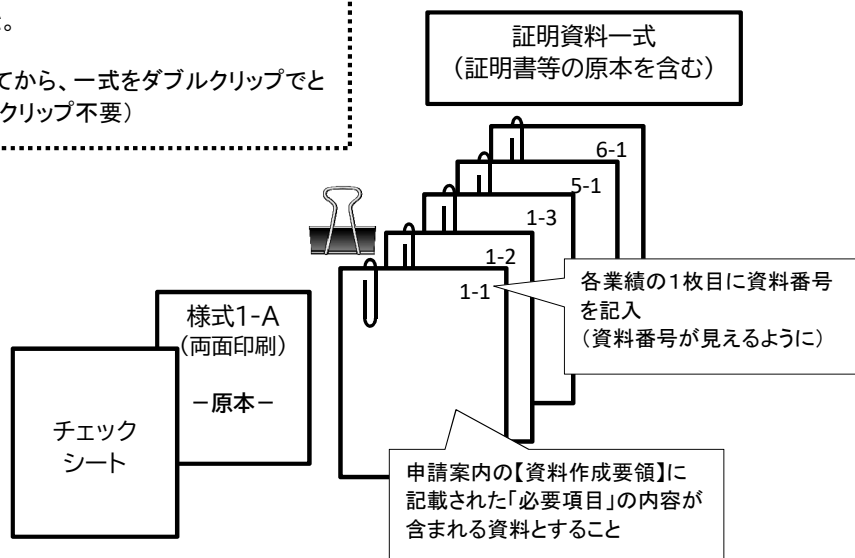 。
てから、一式をダブルクリップでと
クリップ不要）
証明資料一式
（証明書等の原本を含む）
6-1
5-1
1-3
1-2
1-1
各業績の１枚目に資料番号
を記入
（資料番号が見えるように）
様式1-A
（両面印刷）
－原本－
チェック
シート
申請案内の【資料作成要領】に
記載された「必要項目」の内容が
含まれる資料とすること